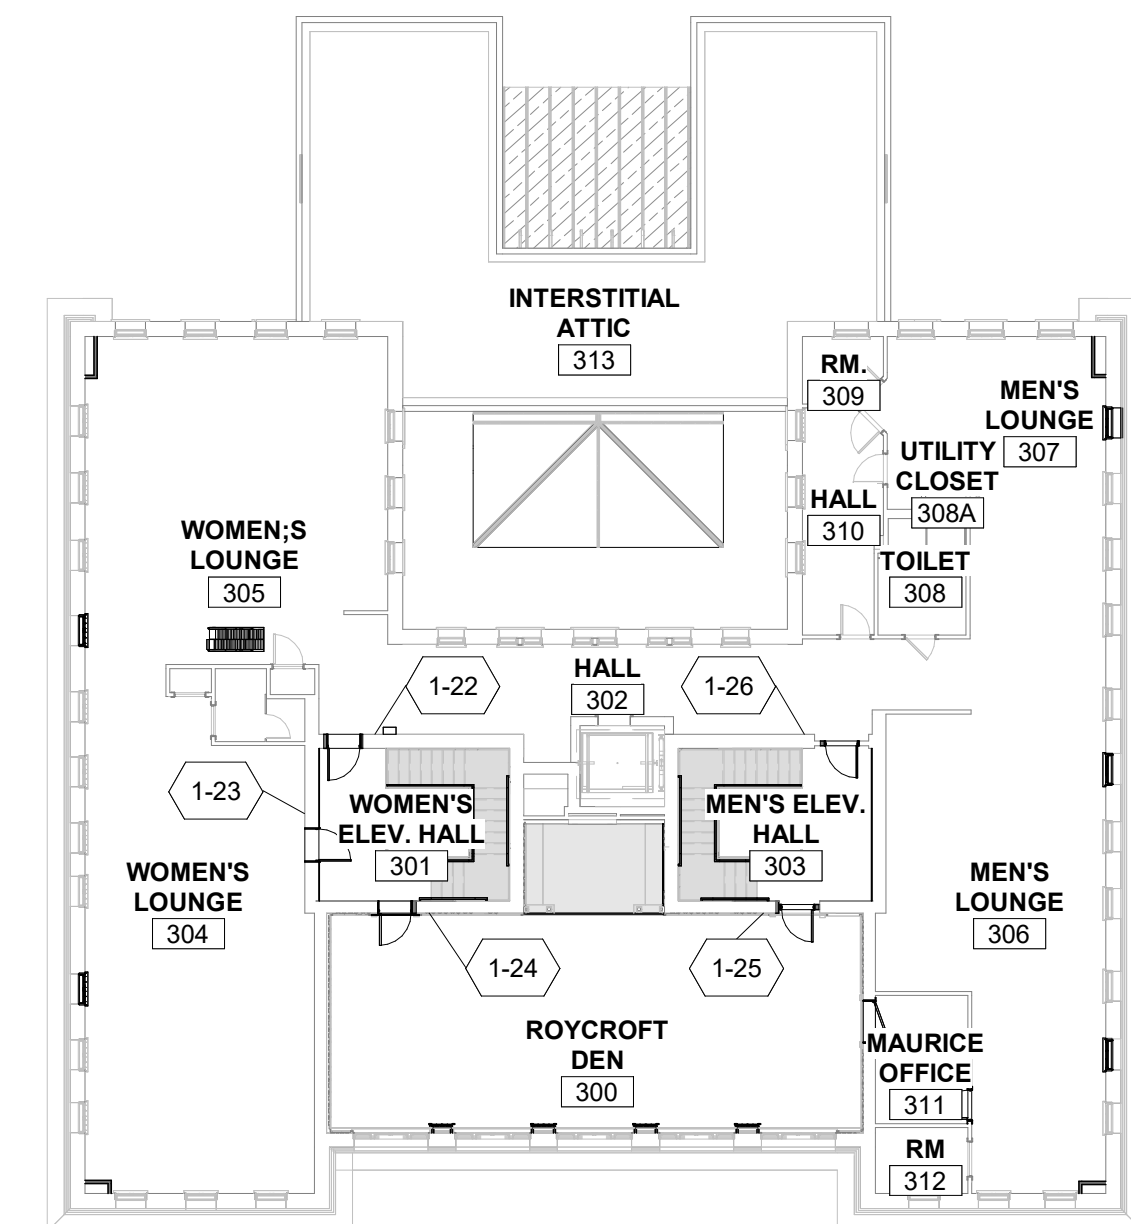 INTERSTITIAL
ATTIC
313
RM.
309
MEN'S
LOUNGE
307
UTILITY
CLOSET
308A
HALL
310
TOILET
308
WOMEN;S
LOUNGE
305
HALL
302
1-22
1-26
1-23
WOMEN'S
ELEV. HALL
301
MEN'S ELEV.
HALL
303
WOMEN'S
LOUNGE
304
MEN'S
LOUNGE
306
1-24
1-25
ROYCROFT
DEN
300
MAURICE
OFFICE
311
RM
312